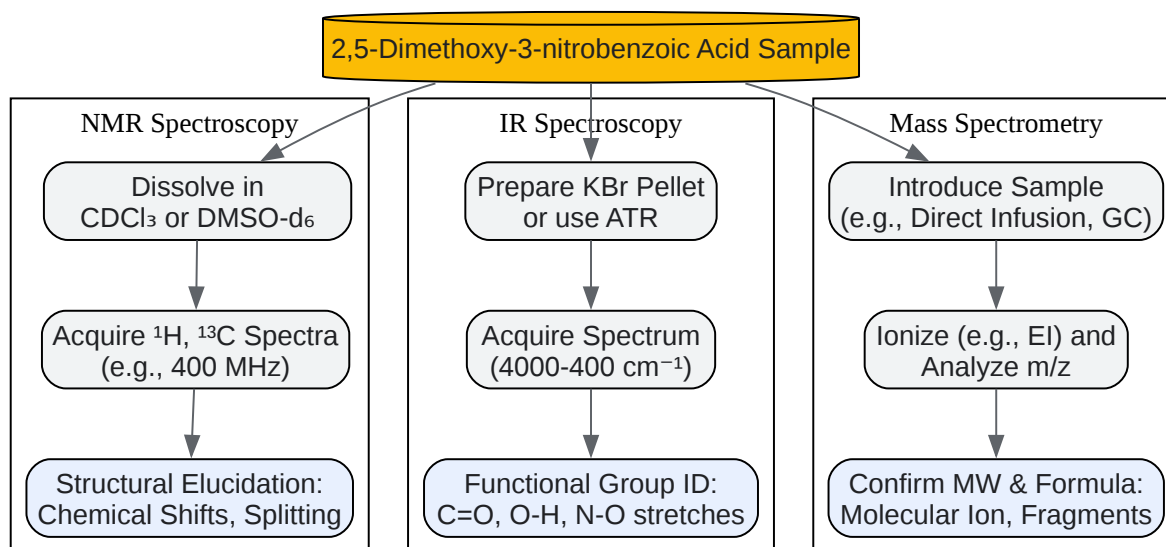 2,5-Dimethoxy-3-nitrobenzoic Acid Sample
NMR Spectroscopy
Dissolve in
CDCl₃ or DMSO-d₆
Acquire ¹H, ¹³C Spectra
(e.g., 400 MHz)
Structural Elucidation:
Chemical Shifts, Splitting
IR Spectroscopy
Prepare KBr Pellet
or use ATR
Acquire Spectrum
(4000-400 cm⁻¹)
Functional Group ID:
C=O, O-H, N-O stretches
Mass Spectrometry
Introduce Sample
(e.g., Direct Infusion, GC)
Ionize (e.g., EI) and
Analyze m/z
Confirm MW & Formula:
Molecular Ion, Fragments